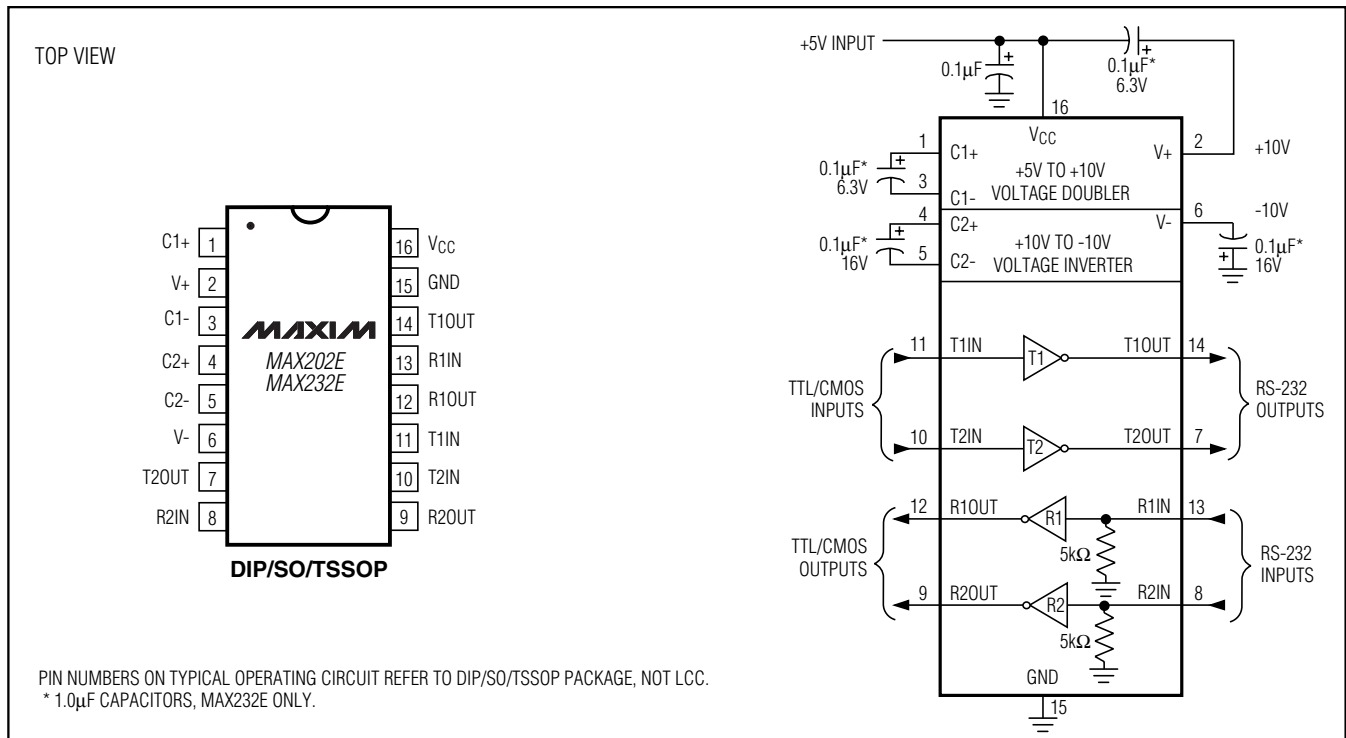 TOP VIEW
C1+ 1
V+ 2
C1- 3
C2+ 4
C2- 5
V- 6
T2OUT 7
R2IN 8
16 VCC
15 GND
14 T1OUT
13 R1IN
12 R1OUT
11 T1IN
10 T2IN
9 R2OUT
MAXIM
MAX202E
MAX232E
DIP/SO/TSSOP
+5V INPUT
0.1µF
+
+
0.1µF*
6.3V
16
VCC
1
C1+
+
0.1µF*
6.3V
3
C1-
+5V TO +10V
VOLTAGE DOUBLER
V+
2
+10V
4
C2+
+
0.1µF*
16V
5
C2-
+10V TO -10V
VOLTAGE INVERTER
V-
6
-10V
+
0.1µF*
16V
TTL/CMOS
INPUTS
11 T1IN T1 T1OUT 14
10 T2IN T2 T2OUT 7
RS-232
OUTPUTS
TTL/CMOS
OUTPUTS
12 R1OUT R1 R1IN 13
5kΩ
9 R2OUT R2 R2IN 8
5kΩ
RS-232
INPUTS
GND
15
PIN NUMBERS ON TYPICAL OPERATING CIRCUIT REFER TO DIP/SO/TSSOP PACKAGE, NOT LCC.
* 1.0µF CAPACITORS, MAX232E ONLY.